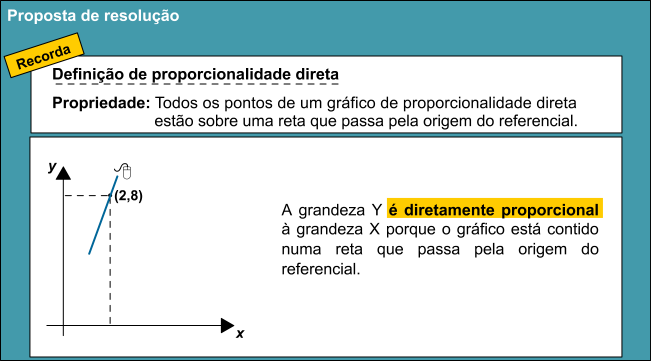 Proposta de resolução
Recorda
Definição de proporcionalidade direta
Propriedade: Todos os pontos de um gráfico de proporcionalidade direta
estão sobre uma reta que passa pela origem do referencial.
y
(2,8)
x
A grandeza Y é diretamente proporcional
à grandeza X porque o gráfico está contido
numa reta que passa pela origem do
referencial.